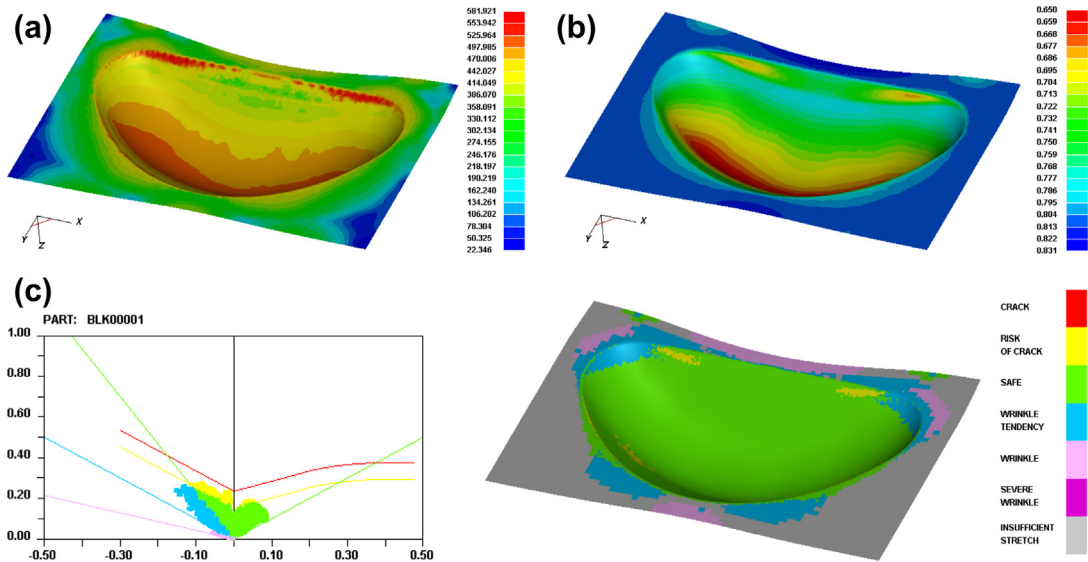 (a)
581.921
553.942
525.964
497.985
470.006
442.027
414.049
386.070
358.091
330.112
302.134
274.155
246.176
218.197
190.219
162.240
134.261
106.282
78.304
50.325
22.346
X
Y
Z
(b)
0.650
0.659
0.668
0.677
0.686
0.695
0.704
0.713
0.722
0.732
0.741
0.750
0.759
0.768
0.777
0.786
0.795
0.804
0.813
0.822
0.831
X
Y
Z
(c)
PART: BLK00001
1.00
0.80
0.60
0.40
0.20
0.00
-0.50
-0.30
-0.10
0.10
0.30
0.50
CRACK
RISK
OF CRACK
SAFE
WRINKLE
TENDENCY
WRINKLE
SEVERE
WRINKLE
INSUFFICIENT
STRETCH